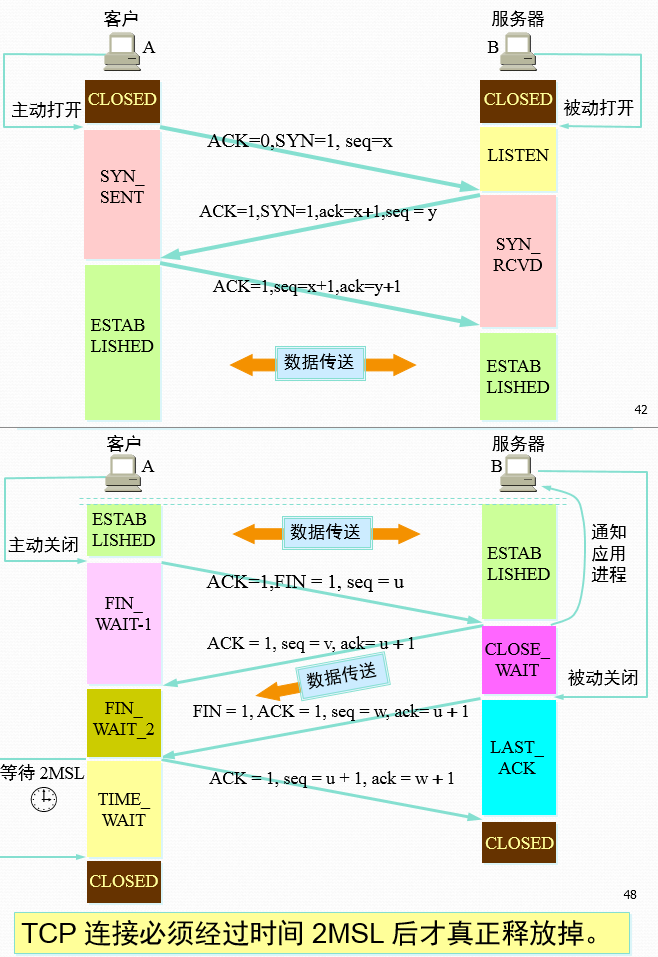 客户
服务器
A
B
CLOSED
CLOSED
主动打开
被动打开
ACK=0,SYN=1, seq=x
LISTEN
SYN_
SENT
ACK=1,SYN=1,ack=x+1,seq = y
SYN_
RCVD
ACK=1,seq=x+1,ack=y+1
ESTAB
LISHED
数据传送
ESTAB
LISHED
42
客户
服务器
A
B
ESTAB
LISHED
数据传送
通知
应用
进程
主动关闭
ESTAB
LISHED
ACK=1,FIN = 1, seq = u
FIN_
WAIT-1
ACK = 1, seq = v, ack= u + 1
CLOSE_
WAIT
数据传送
被动关闭
FIN_
WAIT_2
FIN = 1, ACK = 1, seq = w, ack= u + 1
LAST_
ACK
等待 2MSL
ACK = 1, seq = u + 1, ack = w + 1
TIME_
WAIT
CLOSED
CLOSED
48
TCP 连接必须经过时间 2MSL 后才真正释放掉。